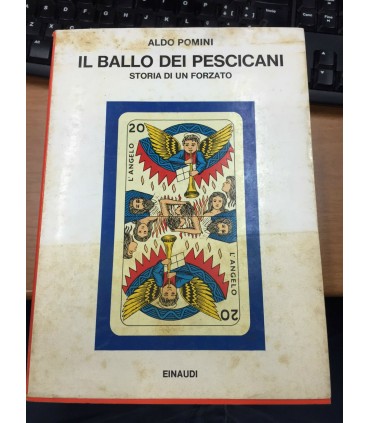 ALDO POMINI
IL BALLO DEI PESCICANI
STORIA DI UN FORZATO
20
L'ANGELO
L'ANGELO
20
EINAUDI